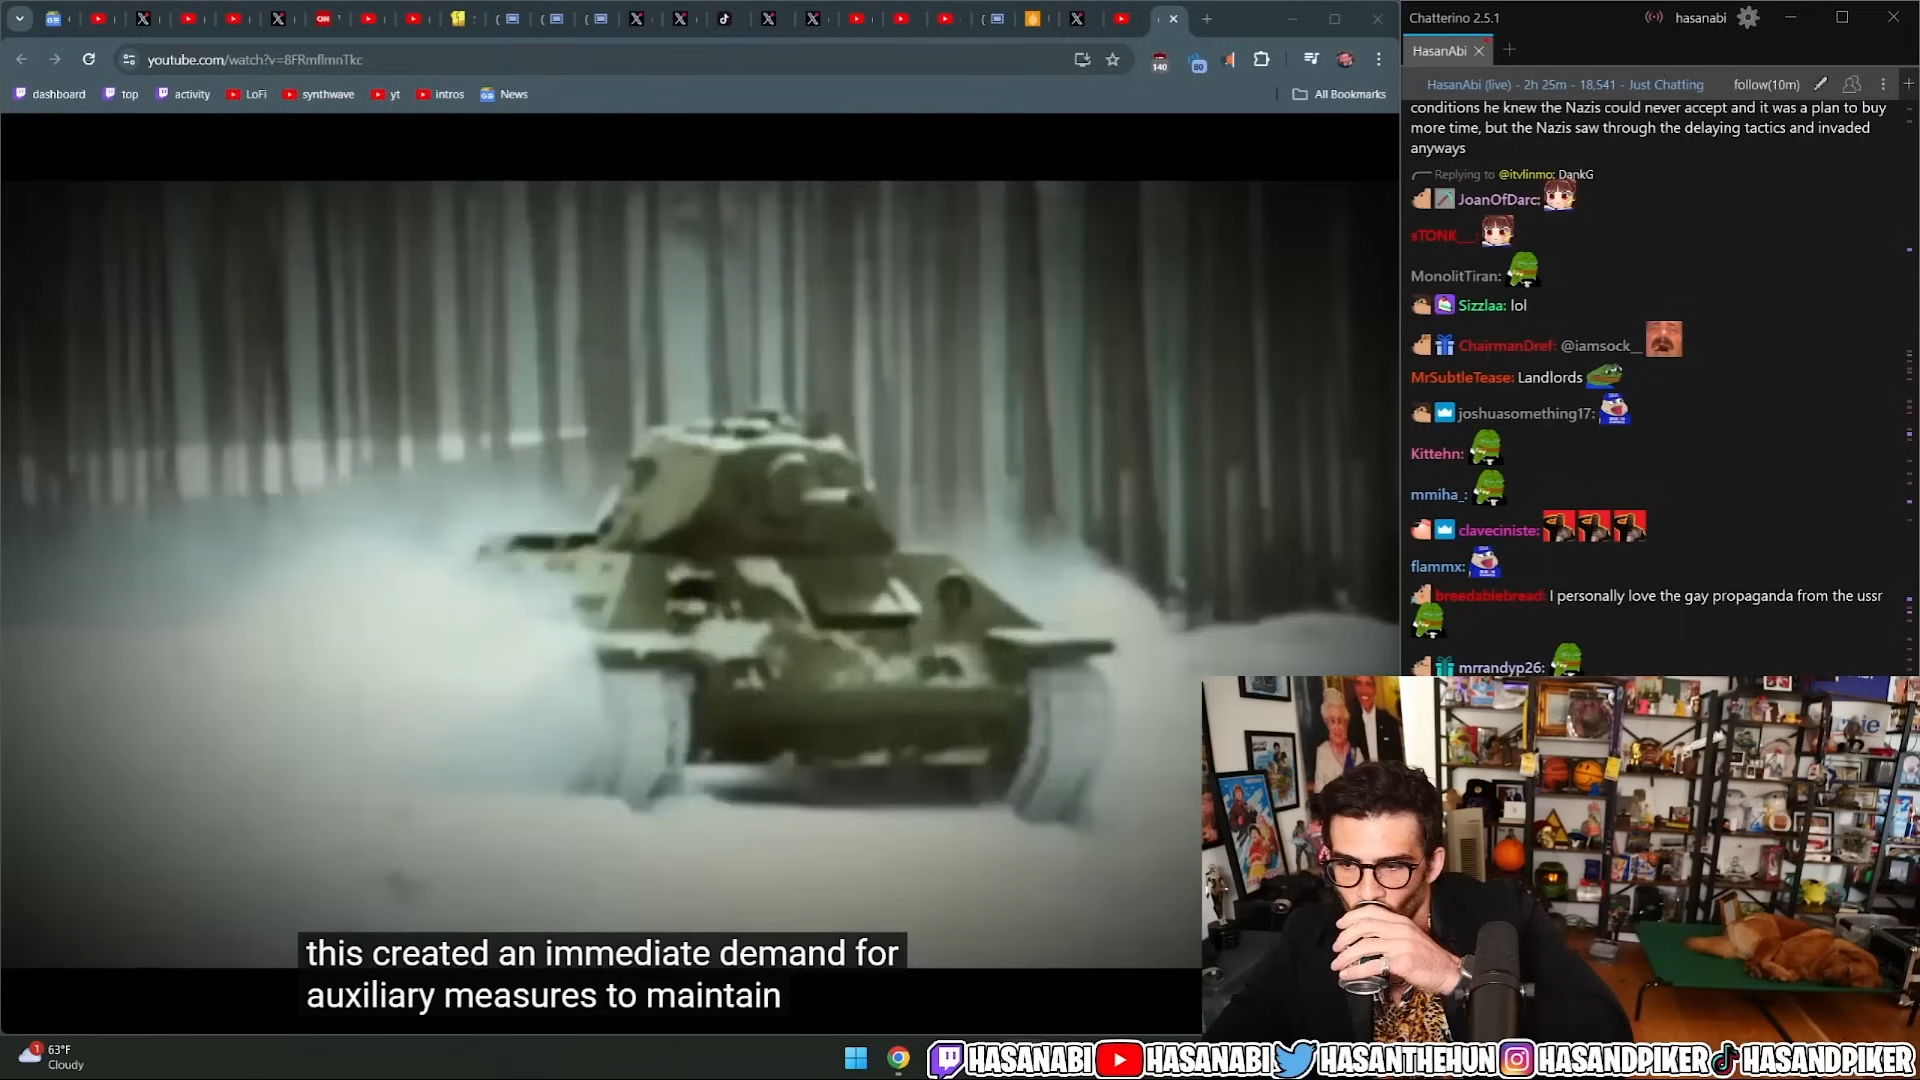 Chatterino 2.5.1
hasanabi
youtube.com/watch?v=8FRmflmnTkc
140
80
HasanAbi
dashboard
top
activity
LoFi
synthwave
yt
intros
News
All Bookmarks
HasanAbi (live) - 2h 25m - 18,541 - Just Chatting
follow(10m)
conditions he knew the Nazis could never accept and it was a plan to buy
more time, but the Nazis saw through the delaying tactics and invaded
anyways
Replying to @itvlinmo: DankG
JoanOfDarc:
sTONK__:
MonolitTiran:
Sizzlaa: lol
ChairmanDref: @iamsock__
MrSubtleTease: Landlords
joshuasomething17:
Kittehn:
mmiha_:
claveciniste:
flammx:
breedablebread: I personally love the gay propaganda from the ussr
mrrandyp26:
this created an immediate demand for
auxiliary measures to maintain
1
63°F
Cloudy
HASANABI
HASANABI
HASANTHEHUN
HASANDPIKER
HASANDPIKER